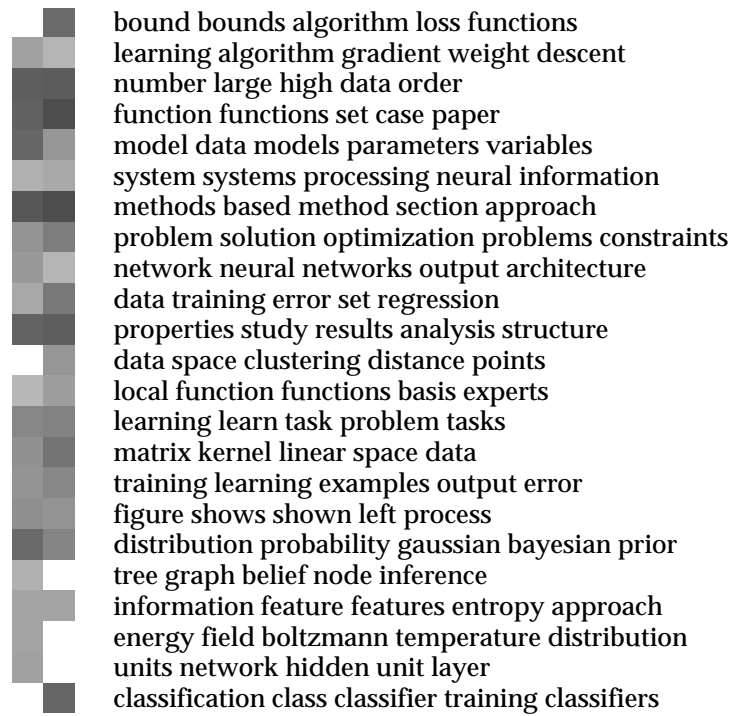 bound bounds algorithm loss functions
learning algorithm gradient weight descent
number large high data order
function functions set case paper
model data models parameters variables
system systems processing neural information
methods based method section approach
problem solution optimization problems constraints
network neural networks output architecture
data training error set regression
properties study results analysis structure
data space clustering distance points
local function functions basis experts
learning learn task problem tasks
matrix kernel linear space data
training learning examples output error
figure shows shown left process
distribution probability gaussian bayesian prior
tree graph belief node inference
information feature features entropy approach
energy field boltzmann temperature distribution
units network hidden unit layer
classification class classifier training classifiers